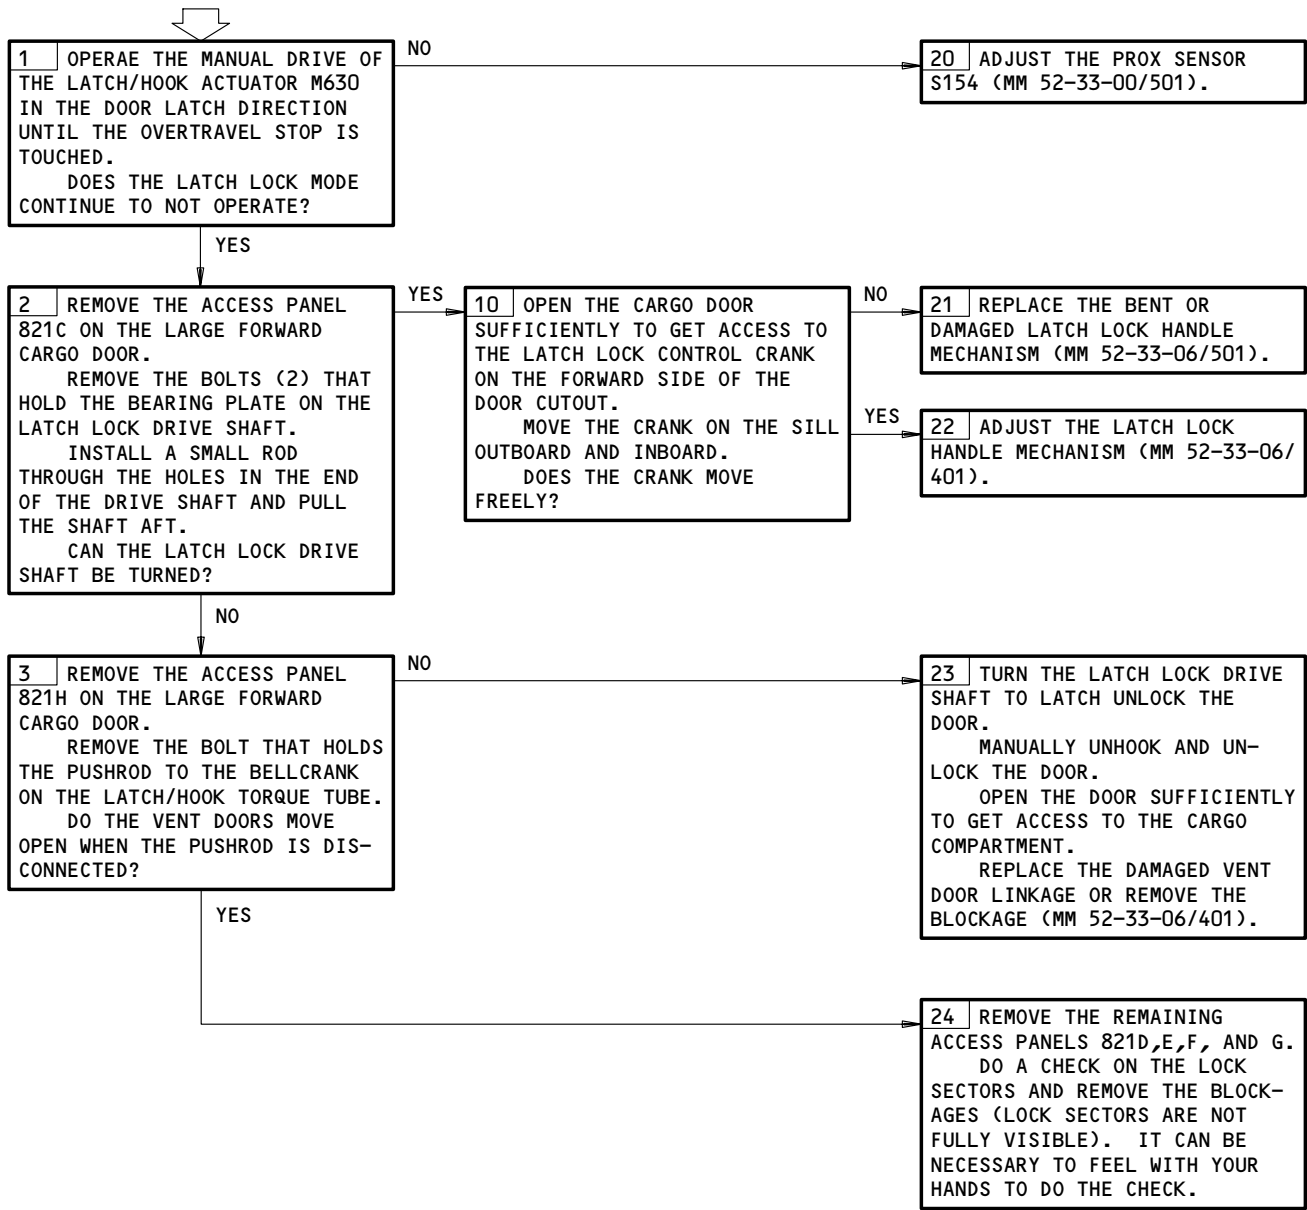 1 OPERAE THE MANUAL DRIVE OF
THE LATCH/HOOK ACTUATOR M630
IN THE DOOR LATCH DIRECTION
UNTIL THE OVERTRAVEL STOP IS
TOUCHED.
DOES THE LATCH LOCK MODE
CONTINUE TO NOT OPERATE?
NO
20 ADJUST THE PROX SENSOR
S154 (MM 52-33-00/501).
YES
2 REMOVE THE ACCESS PANEL
821C ON THE LARGE FORWARD
CARGO DOOR.
REMOVE THE BOLTS (2) THAT
HOLD THE BEARING PLATE ON THE
LATCH LOCK DRIVE SHAFT.
INSTALL A SMALL ROD
THROUGH THE HOLES IN THE END
OF THE DRIVE SHAFT AND PULL
THE SHAFT AFT.
CAN THE LATCH LOCK DRIVE
SHAFT BE TURNED?
YES
10 OPEN THE CARGO DOOR
SUFFICIENTLY TO GET ACCESS TO
THE LATCH LOCK CONTROL CRANK
ON THE FORWARD SIDE OF THE
DOOR CUTOUT.
MOVE THE CRANK ON THE SILL
OUTBOARD AND INBOARD.
DOES THE CRANK MOVE
FREELY?
NO
21 REPLACE THE BENT OR
DAMAGED LATCH LOCK HANDLE
MECHANISM (MM 52-33-06/501).
YES
22 ADJUST THE LATCH LOCK
HANDLE MECHANISM (MM 52-33-06/
401).
NO
3 REMOVE THE ACCESS PANEL
821H ON THE LARGE FORWARD
CARGO DOOR.
REMOVE THE BOLT THAT HOLDS
THE PUSHROD TO THE BELLCRANK
ON THE LATCH/HOOK TORQUE TUBE.
DO THE VENT DOORS MOVE
OPEN WHEN THE PUSHROD IS DIS-
CONNECTED?
NO
23 TURN THE LATCH LOCK DRIVE
SHAFT TO LATCH UNLOCK THE
DOOR.
MANUALLY UNHOOK AND UN-
LOCK THE DOOR.
OPEN THE DOOR SUFFICIENTLY
TO GET ACCESS TO THE CARGO
COMPARTMENT.
REPLACE THE DAMAGED VENT
DOOR LINKAGE OR REMOVE THE
BLOCKAGE (MM 52-33-06/401).
YES
24 REMOVE THE REMAINING
ACCESS PANELS 821D,E,F, AND G.
DO A CHECK ON THE LOCK
SECTORS AND REMOVE THE BLOCK-
AGES (LOCK SECTORS ARE NOT
FULLY VISIBLE). IT CAN BE
NECESSARY TO FEEL WITH YOUR
HANDS TO DO THE CHECK.